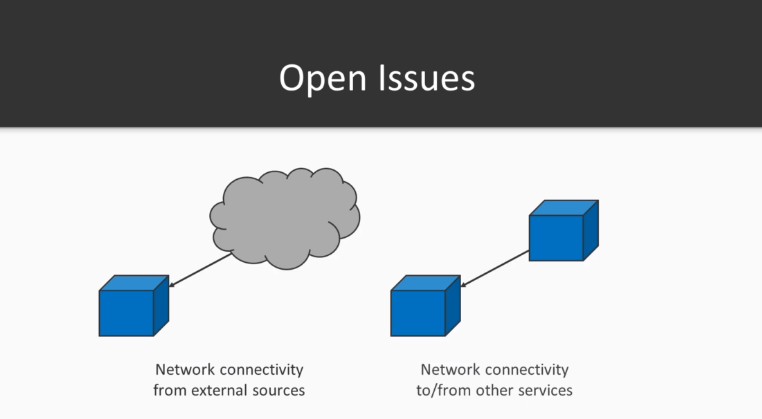 Open Issues
Network connectivity
from external sources
Network connectivity
to/from other services